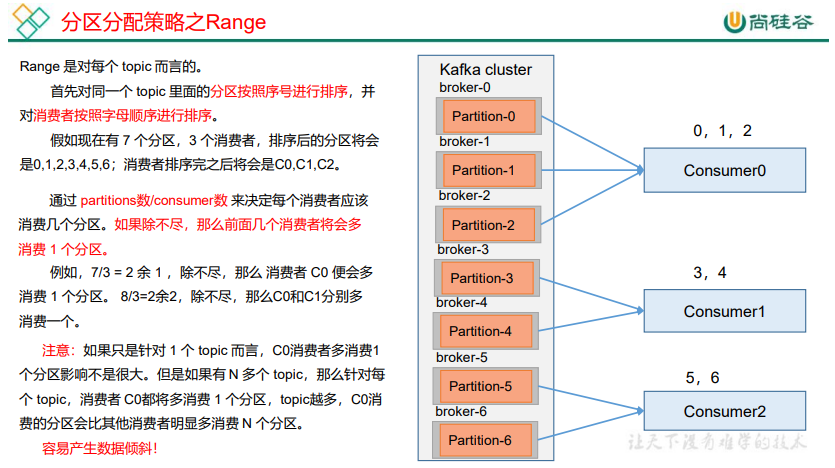 分区分配策略之Range
尚硅谷
Range 是对每个 topic 而言的。
首先对同一个 topic 里面的分区按照序号进行排序，并
对消费者按照字母顺序进行排序。
假如现在有 7 个分区，3 个消费者，排序后的分区将会
是0,1,2,3,4,5,6；消费者排序完之后将会是C0,C1,C2。
通过 partitions数/consumer数 来决定每个消费者应该
消费几个分区。如果除不尽，那么前面几个消费者将会多
消费 1 个分区。
例如，7/3 = 2 余 1 ，除不尽，那么 消费者 C0 便会多
消费 1 个分区。 8/3=2余2，除不尽，那么C0和C1分别多
消费一个。
注意：如果只是针对 1 个 topic 而言，C0消费者多消费1
个分区影响不是很大。但是如果有 N 多个 topic，那么针对每
个 topic，消费者 C0都将多消费 1 个分区，topic越多，C0消
费的分区会比其他消费者明显多消费 N 个分区。
容易产生数据倾斜！
Kafka cluster
broker-0
Partition-0
broker-1
Partition-1
broker-2
Partition-2
broker-3
Partition-3
broker-4
Partition-4
broker-5
Partition-5
broker-6
Partition-6
0，1，2
Consumer0
3，4
Consumer1
5，6
Consumer2
让天下没有难学的技术